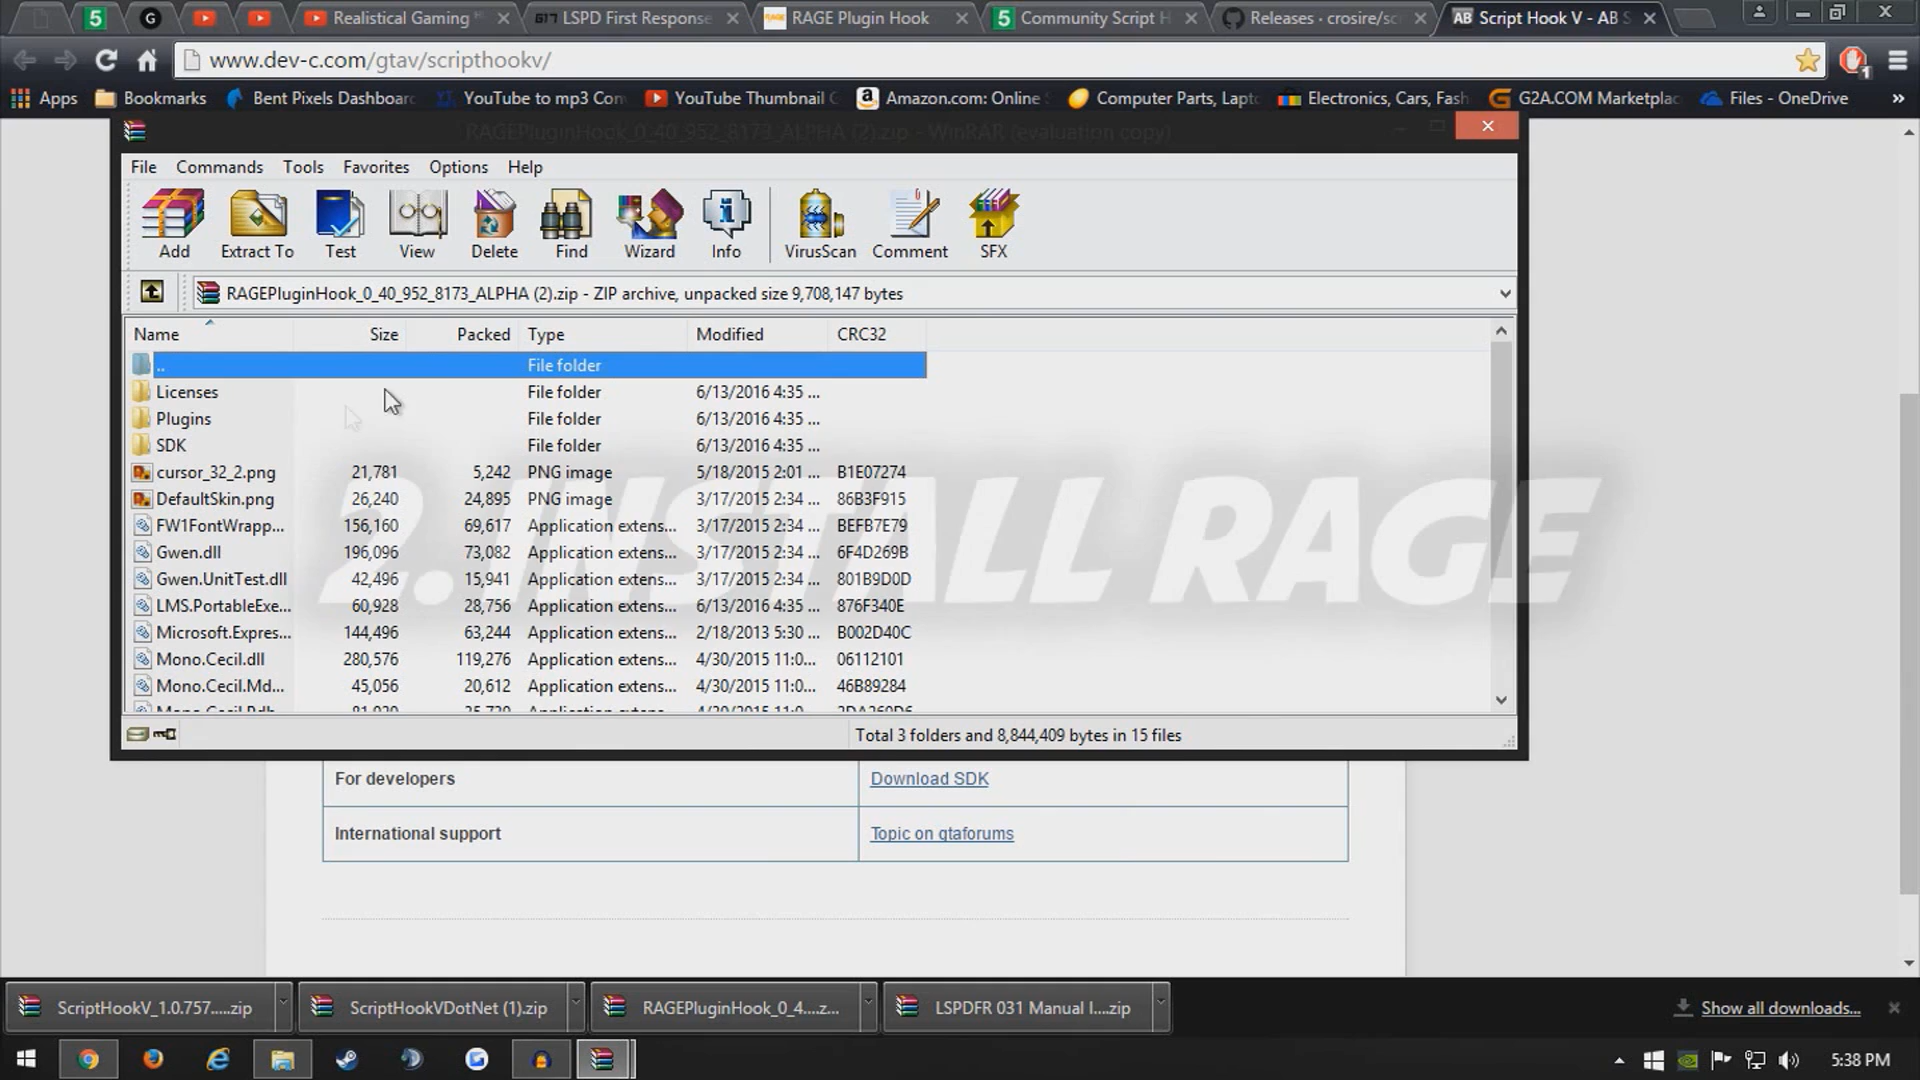 Realistical Gaming
G17 LSPD First Response
RAGE Plugin Hook
Community Script H
Releases · crosire/scr
AB Script Hook V - AB S
www.dev-c.com/gtav/scripthookv/
1
Apps
Bookmarks
Bent Pixels Dashboard
YouTube to mp3 Con
YouTube Thumbnail G
Amazon.com: Online
Computer Parts, Lapto
Electronics, Cars, Fash
G2A.COM Marketplac
Files - OneDrive
»
RAGEPluginHook_0_40_952_8173_ALPHA (2).zip - WinRAR (evaluation copy)
File Commands Tools Favorites Options Help
Add Extract To Test View Delete Find Wizard Info VirusScan Comment SFX
RAGEPluginHook_0_40_952_8173_ALPHA (2).zip - ZIP archive, unpacked size 9,708,147 bytes
Name Size Packed Type Modified CRC32
.. File folder
Licenses File folder 6/13/2016 4:35 ...
Plugins File folder 6/13/2016 4:35 ...
SDK File folder 6/13/2016 4:35 ...
cursor_32_2.png 21,781 5,242 PNG image 5/18/2015 2:01 ... B1E07274
DefaultSkin.png 26,240 24,895 PNG image 3/17/2015 2:34 ... 86B3F915
FW1FontWrapp... 156,160 69,617 Application extens... 3/17/2015 2:34 ... BEFB7E79
Gwen.dll 196,096 73,082 Application extens... 3/17/2015 2:34 ... 6F4D269B
Gwen.UnitTest.dll 42,496 15,941 Application extens... 3/17/2015 2:34 ... 801B9D0D
LMS.PortableExe... 60,928 28,756 Application extens... 6/13/2016 4:35 ... 876F340E
Microsoft.Expres... 144,496 63,244 Application extens... 2/18/2013 5:30 ... B002D40C
Mono.Cecil.dll 280,576 119,276 Application extens... 4/30/2015 11:0... 06112101
Mono.Cecil.Md... 45,056 20,612 Application extens... 4/30/2015 11:0... 46B89284
2.INSTALL RAGE
Total 3 folders and 8,844,409 bytes in 15 files
For developers Download SDK
International support Topic on gtaforums
ScriptHookV_1.0.757.....zip
ScriptHookVDotNet (1).zip
RAGEPluginHook_0_4....z...
LSPDFR 031 Manual I....zip
Show all downloads...
5:38 PM